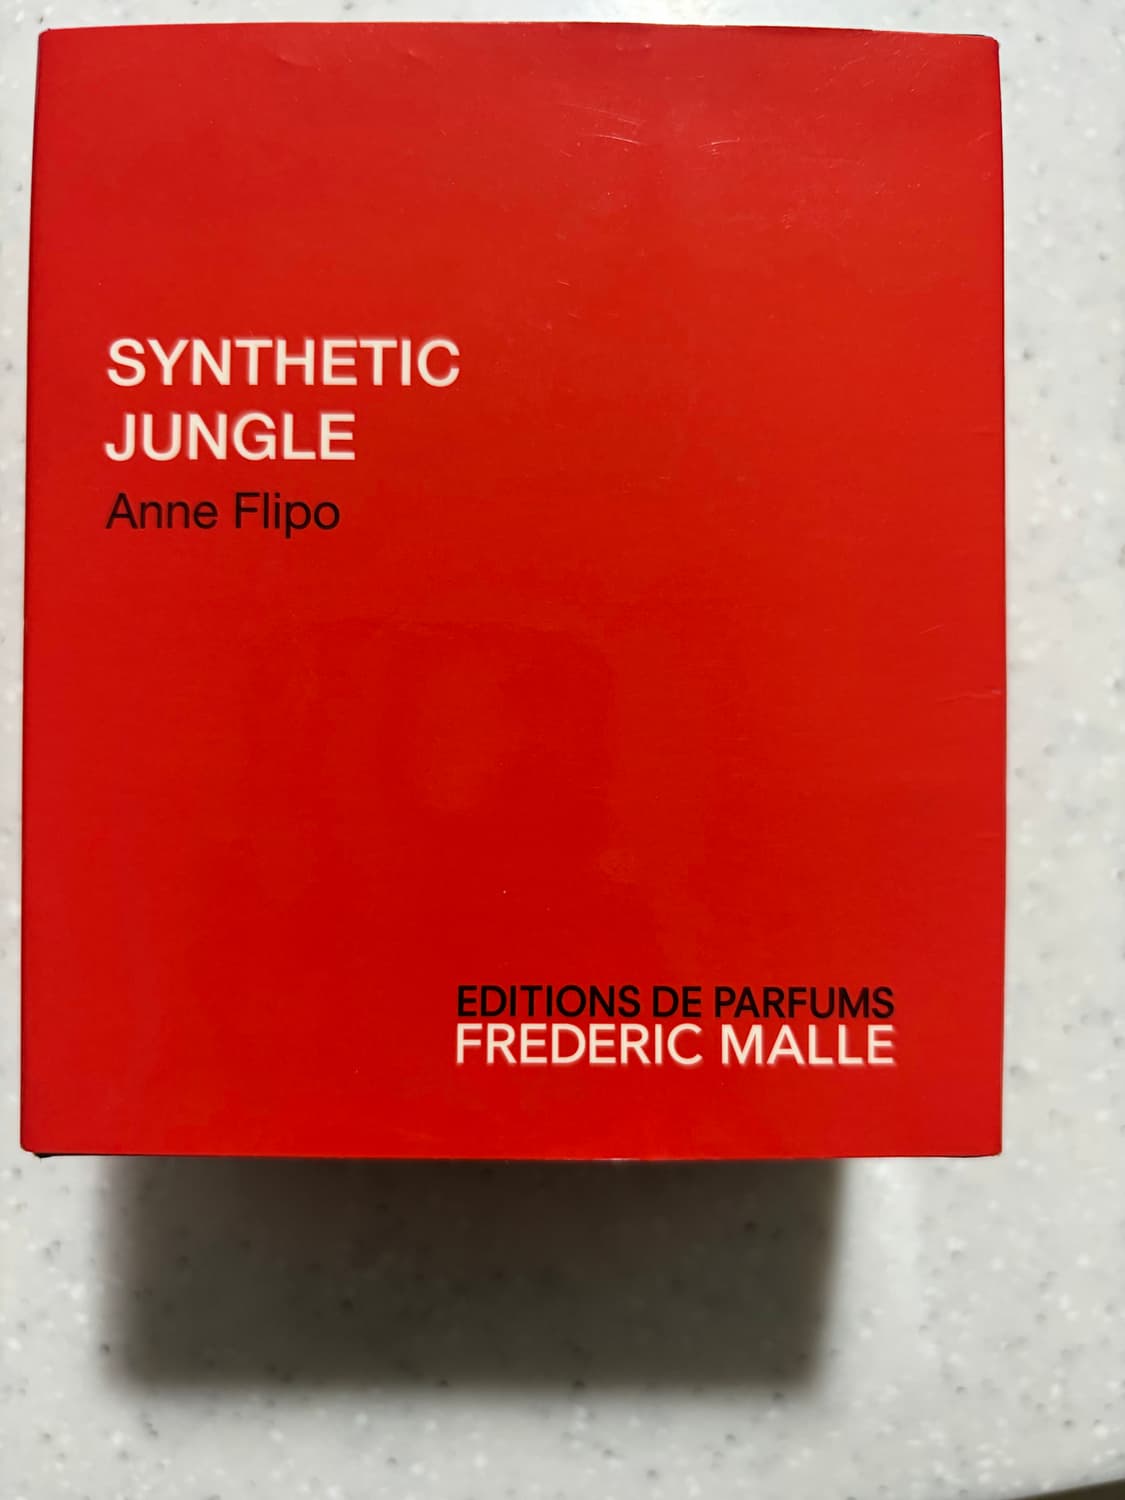 SYNTHETIC
JUNGLE
Anne Flipo
EDITIONS DE PARFUMS
FREDERIC MALLE